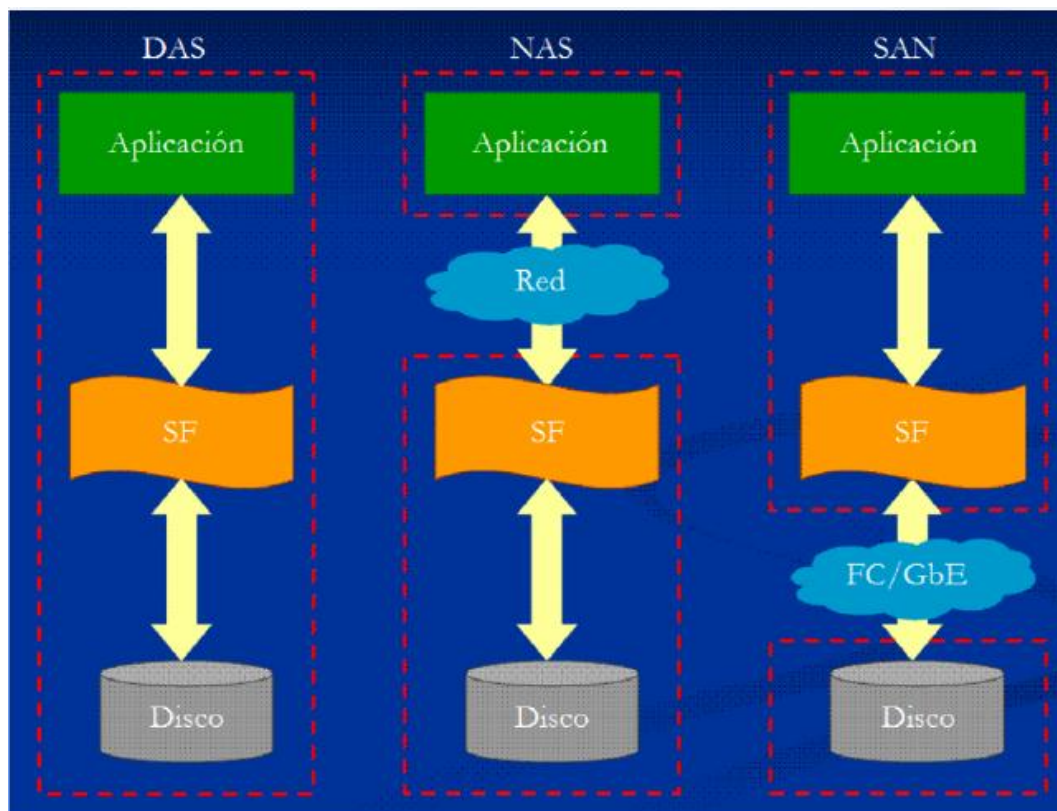 DAS
NAS
SAN
Aplicación
Aplicación
Aplicación
Red
SF
SF
SF
FC/GbE
Disco
Disco
Disco